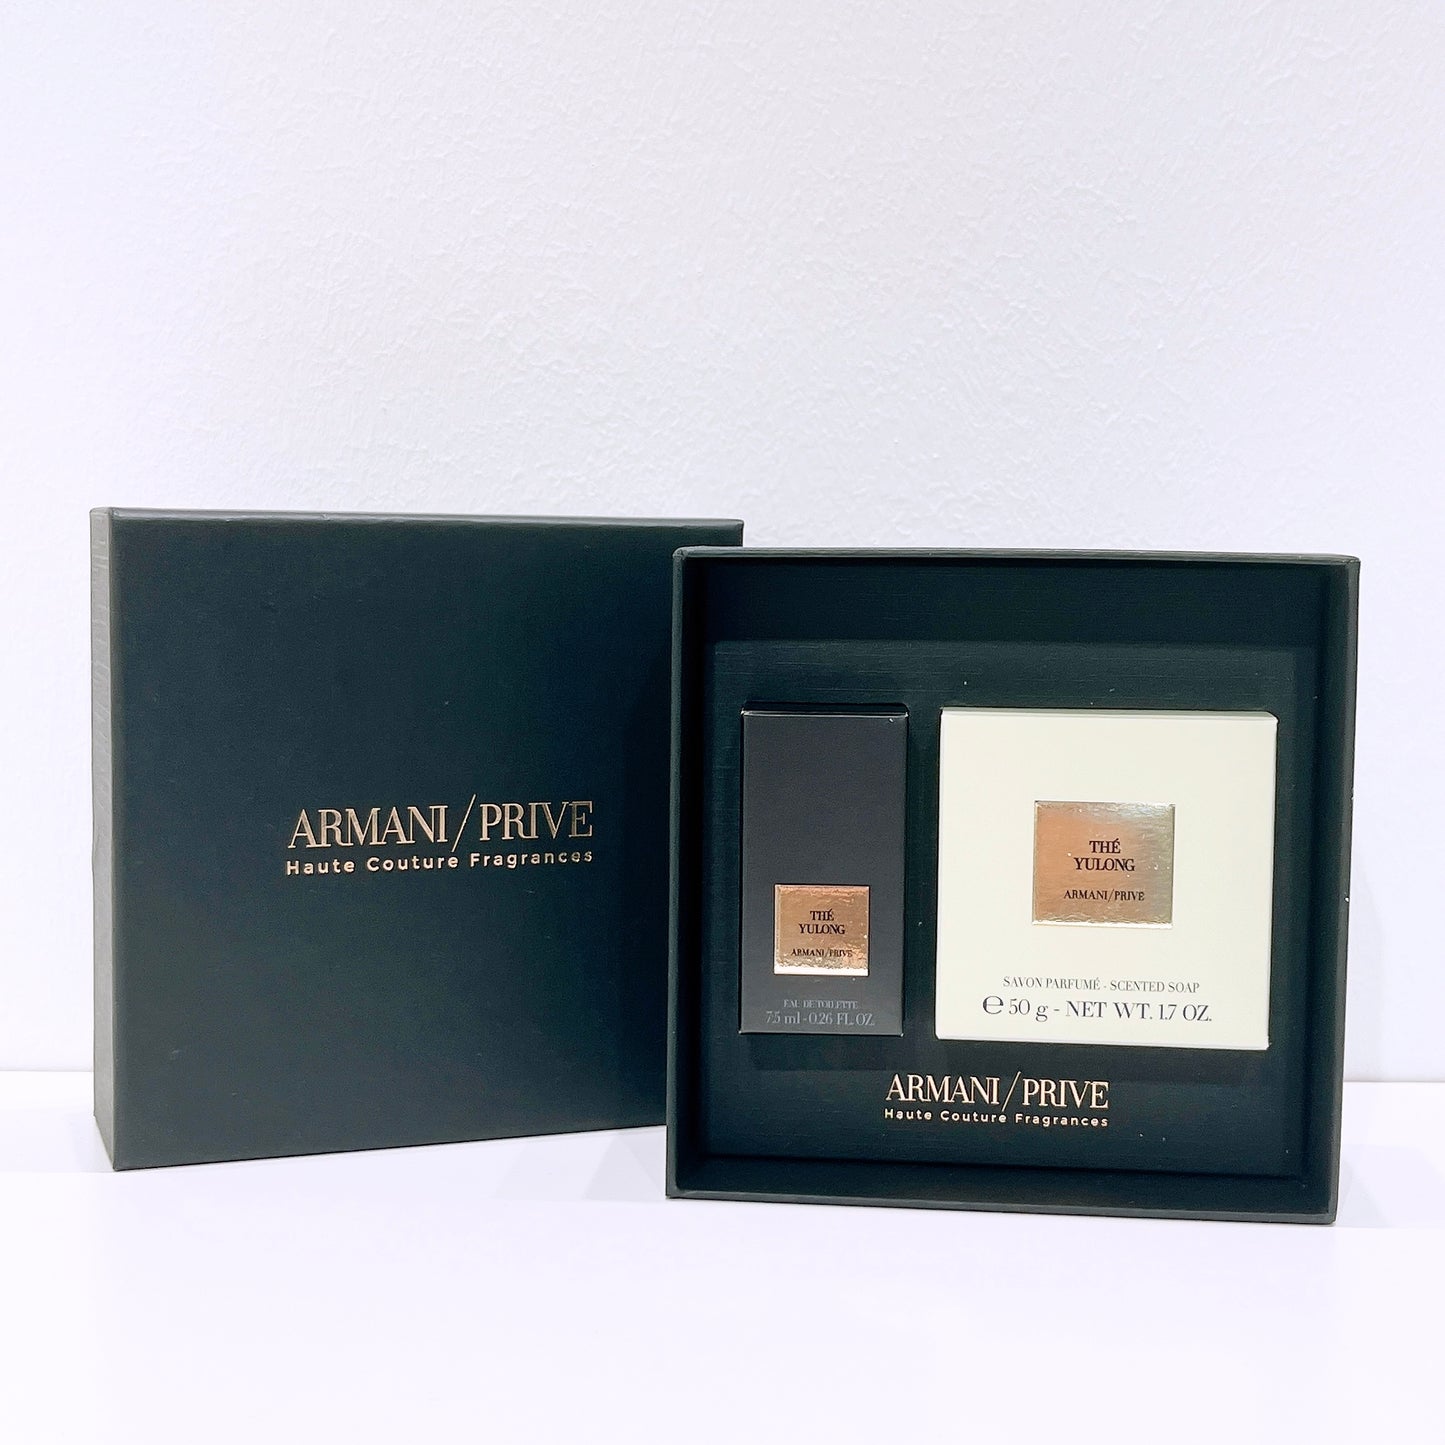 ARMANI/PRIVE
Haute Couture Fragrances
THÉ
YULONG
ARMANI/PRIVE
EAU DE TOILETTE
7.5 ml - 0.26 FL. OZ.
THÉ
YULONG
ARMANI/PRIVE
SAVON PARFUMÉ - SCENTED SOAP
℮ 50 g - NET WT. 1.7 OZ.
ARMANI/PRIVE
Haute Couture Fragrances